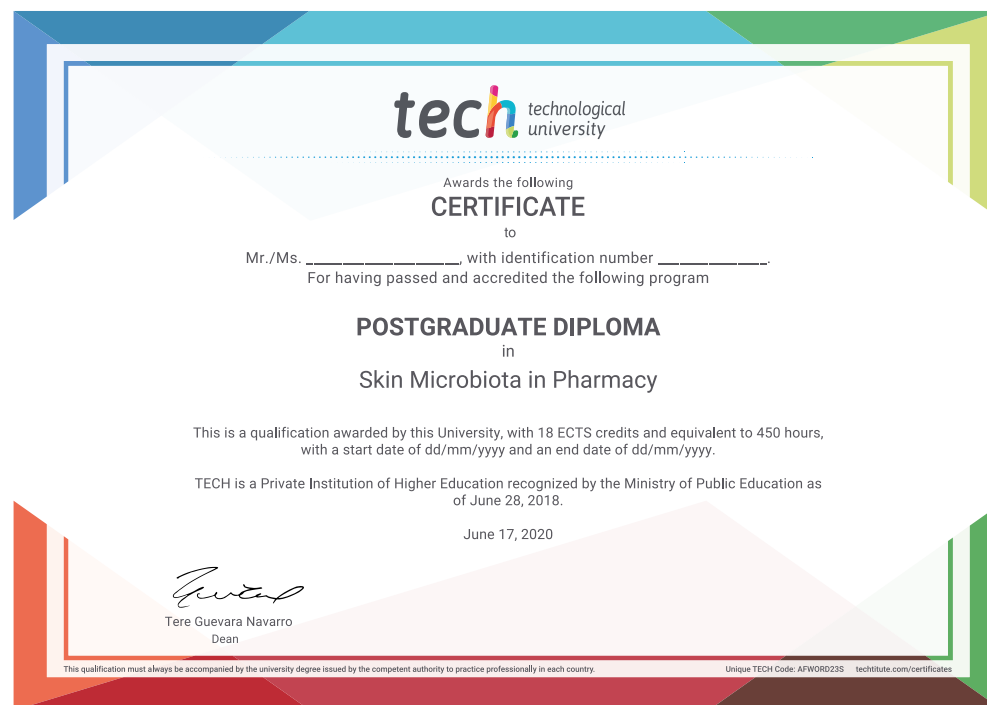 tech technological
university
Awards the following
CERTIFICATE
to
Mr./Ms. ____________________, with identification number ______________.
For having passed and accredited the following program
POSTGRADUATE DIPLOMA
in
Skin Microbiota in Pharmacy
This is a qualification awarded by this University, with 18 ECTS credits and equivalent to 450 hours,
with a start date of dd/mm/yyyy and an end date of dd/mm/yyyy.
TECH is a Private Institution of Higher Education recognized by the Ministry of Public Education as
of June 28, 2018.
June 17, 2020
Tere Guevara Navarro
Dean
This qualification must always be accompanied by the university degree issued by the competent authority to practice professionally in each country.
Unique TECH Code: AFWORD23S techtitute.com/certificates